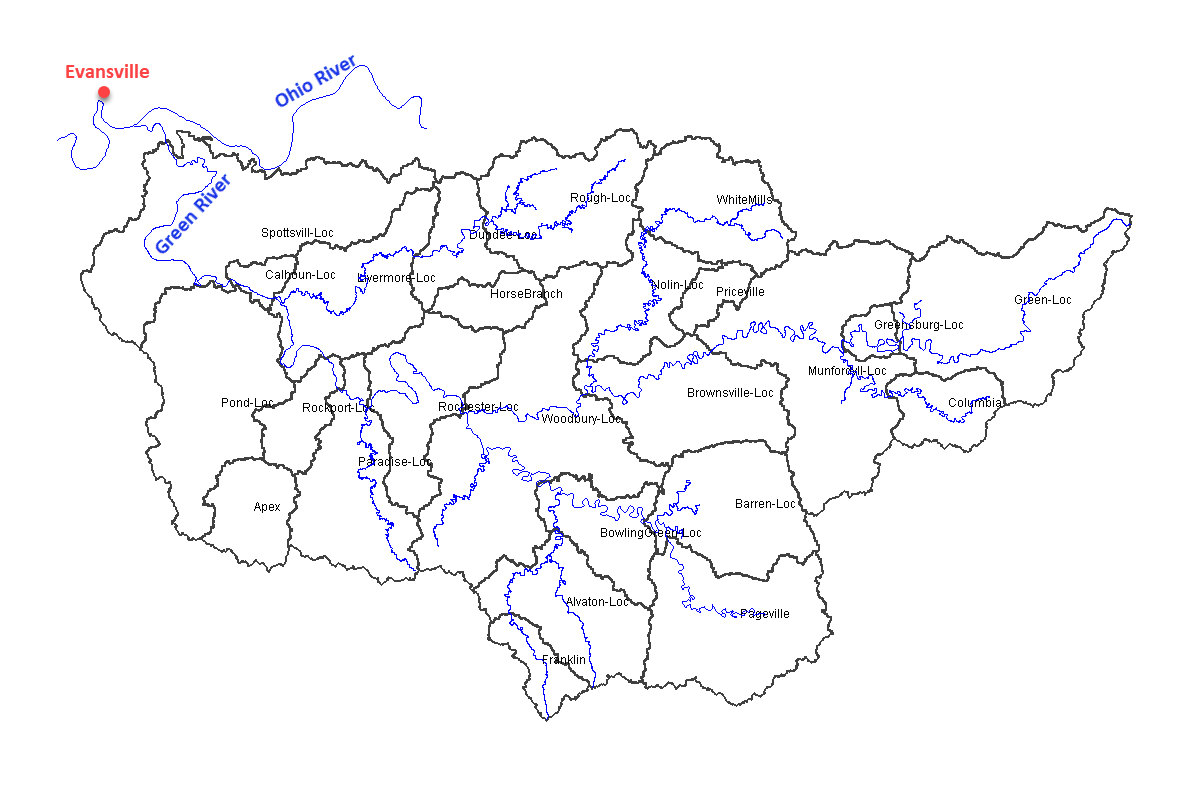 Evansville
Ohio River
Green River
Rough-Loc
WhiteMills
Spottsvill-Loc
Dundee-Loc
Calhoun-Loc
Livermore-Loc
Nolin-Loc
HorseBranch
Priceville
Green-Loc
Greensburg-Loc
Munfordvill-Loc
Brownsville-Loc
Pond-Loc
Rockport-Loc
Rochester-Loc
Columbia
Woodbury-Loc
Paradise-Loc
Apex
Barren-Loc
BowlingGreen-Loc
Alvaton-Loc
Pageville
Franklin